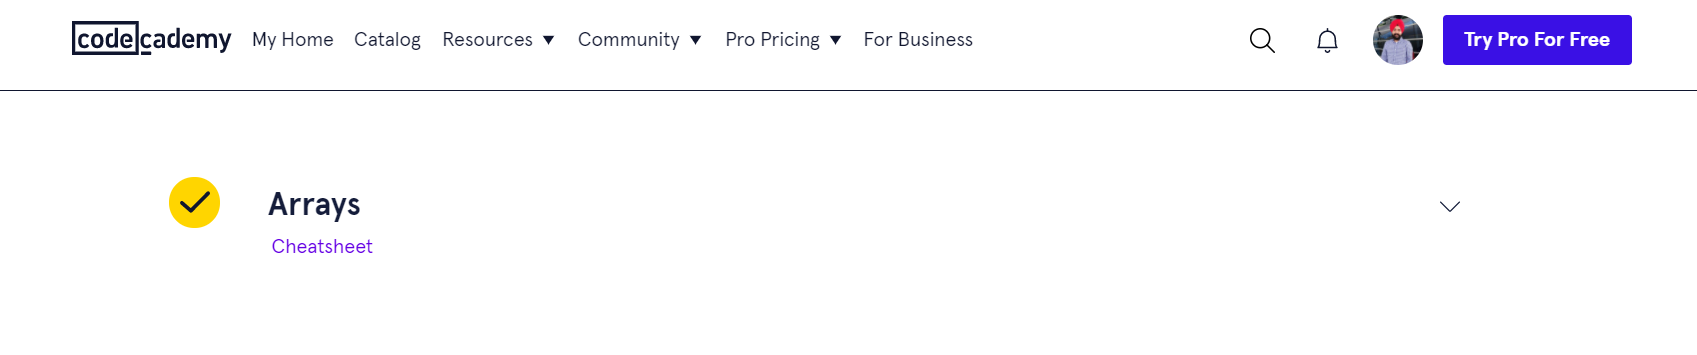 codecademy My Home Catalog Resources Community Pro Pricing For Business Try Pro For Free
Arrays
Cheatsheet